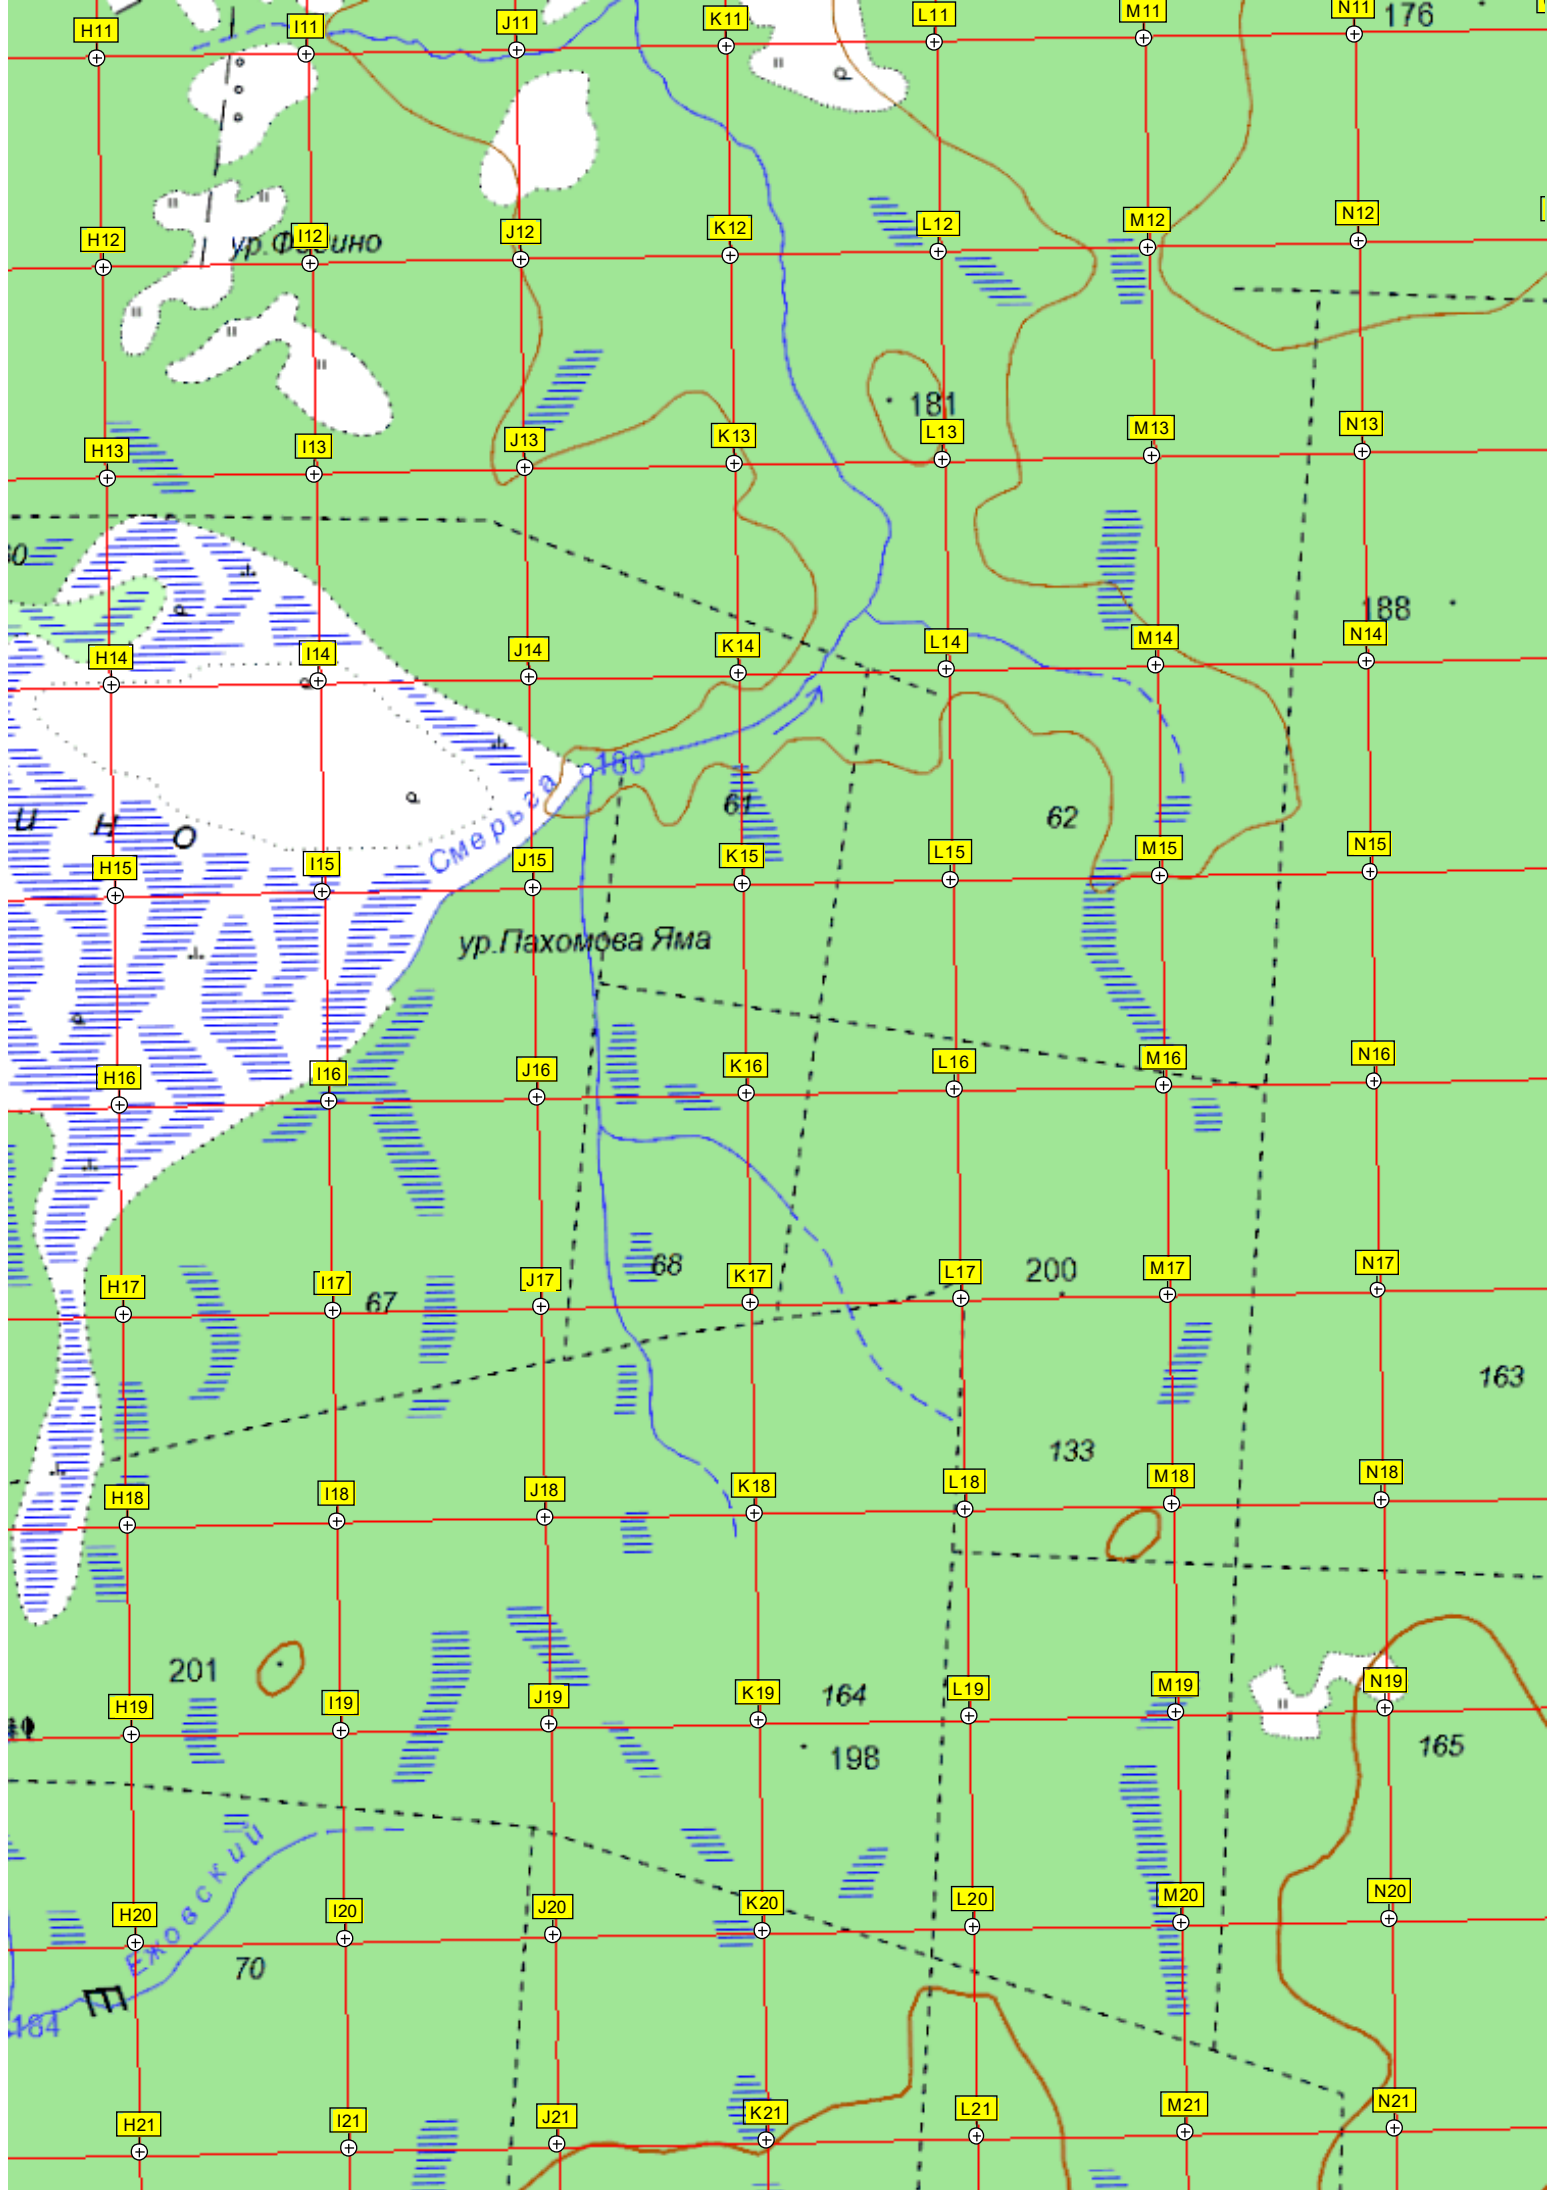 H11 I11 J11 K11 L11 M11 N11 176
ур.Ф
ино
H12 I12 J12 K12 L12 M12 N12
181
H13 I13 J13 K13 L13 M13 N13
188
H14 I14 J14 K14 L14 M14 N14
180
61 62
и н о
Смерьга
H15 I15 J15 K15 L15 M15 N15
ур.Пахомова Яма
H16 I16 J16 K16 L16 M16 N16
68 200
H17 I17 J17 K17 L17 M17 N17
67
163
133
H18 I18 J18 K18 L18 M18 N18
201
H19 I19 J19 K19 L19 M19 N19
164
198 165
Ежовский
H20 I20 J20 K20 L20 M20 N20
70
Е
184
H21 I21 J21 K21 L21 M21 N21